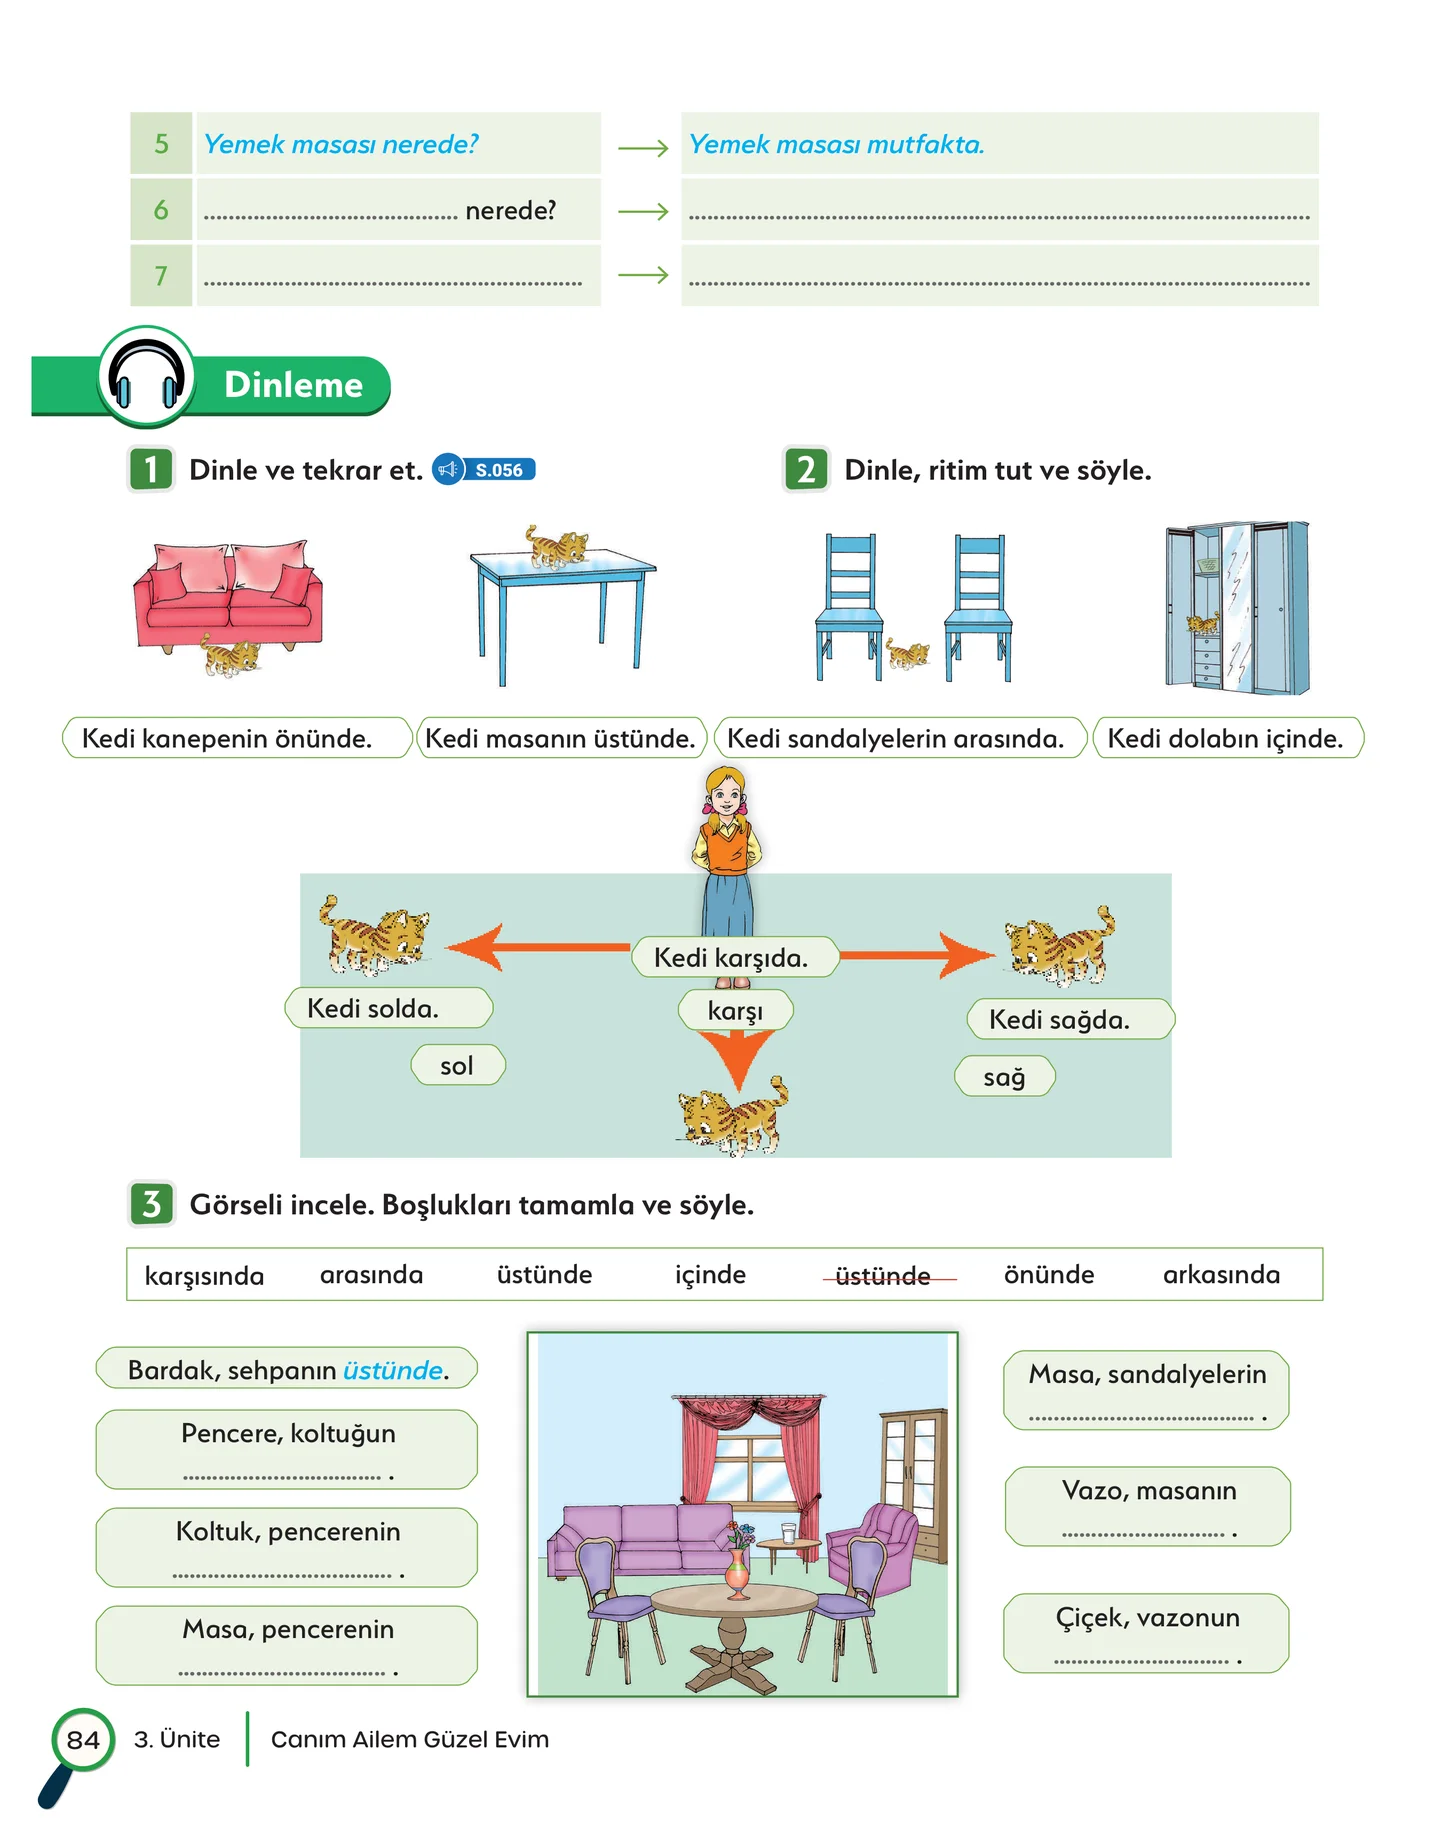 5 Yemek masası nerede? → Yemek masası mutfakta.
6 ........................................ nerede? → ....................................................................................................
7 ............................................................ → ....................................................................................................
Dinleme
1 Dinle ve tekrar et. S.056
2 Dinle, ritim tut ve söyle.
Kedi kanepenin önünde.
Kedi masanın üstünde.
Kedi sandalyelerin arasında.
Kedi dolabın içinde.
Kedi karşıda.
Kedi solda.
karşı
Kedi sağda.
sol
sağ
3 Görseli incele. Boşlukları tamamla ve söyle.
karşısında arasında üstünde içinde üstünde önünde arkasında
Bardak, sehpanın üstünde.
Pencere, koltuğun
.................................. .
Koltuk, pencerenin
...................................... .
Masa, pencerenin
.................................... .
Masa, sandalyelerin
....................................... .
Vazo, masanın
............................ .
Çiçek, vazonun
.............................. .
84 3. Ünite Canım Ailem Güzel Evim